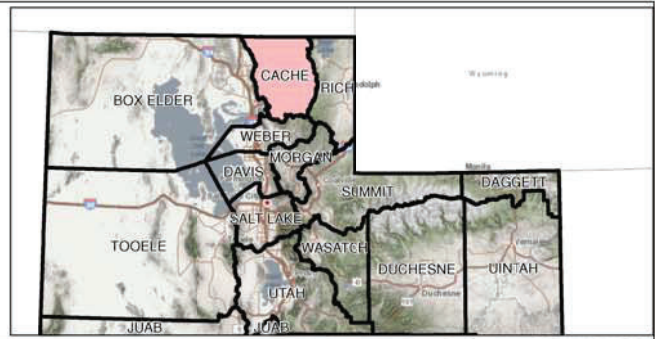 CACHE
RICH
Wyoming
BOX ELDER
WEBER
MORGAN
Manila
DAVIS
SUMMIT
DAGGETT
SALT LAKE
TOOELE
WASATCH
DUCHESNE
UINTAH
UTAH
Duchesne
JUAB
JUAB